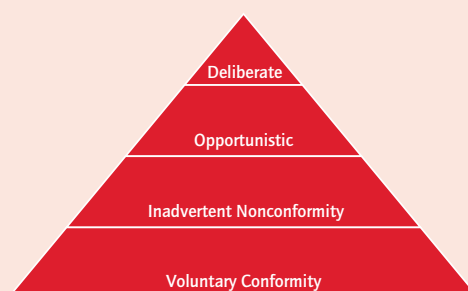 Deliberate
Opportunistic
Inadvertent Nonconformity
Voluntary Conformity